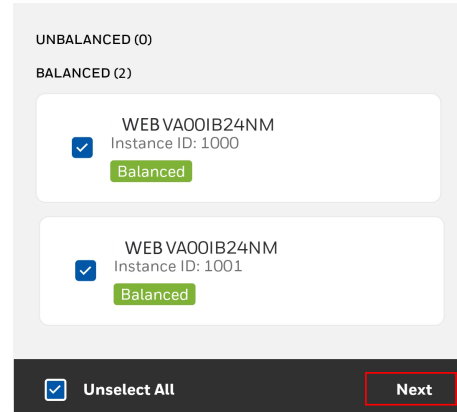 UNBALANCED (0)
BALANCED (2)
WEB VA00IB24NM
Instance ID: 1000
Balanced
WEB VA00IB24NM
Instance ID: 1001
Balanced
Unselect All
Next